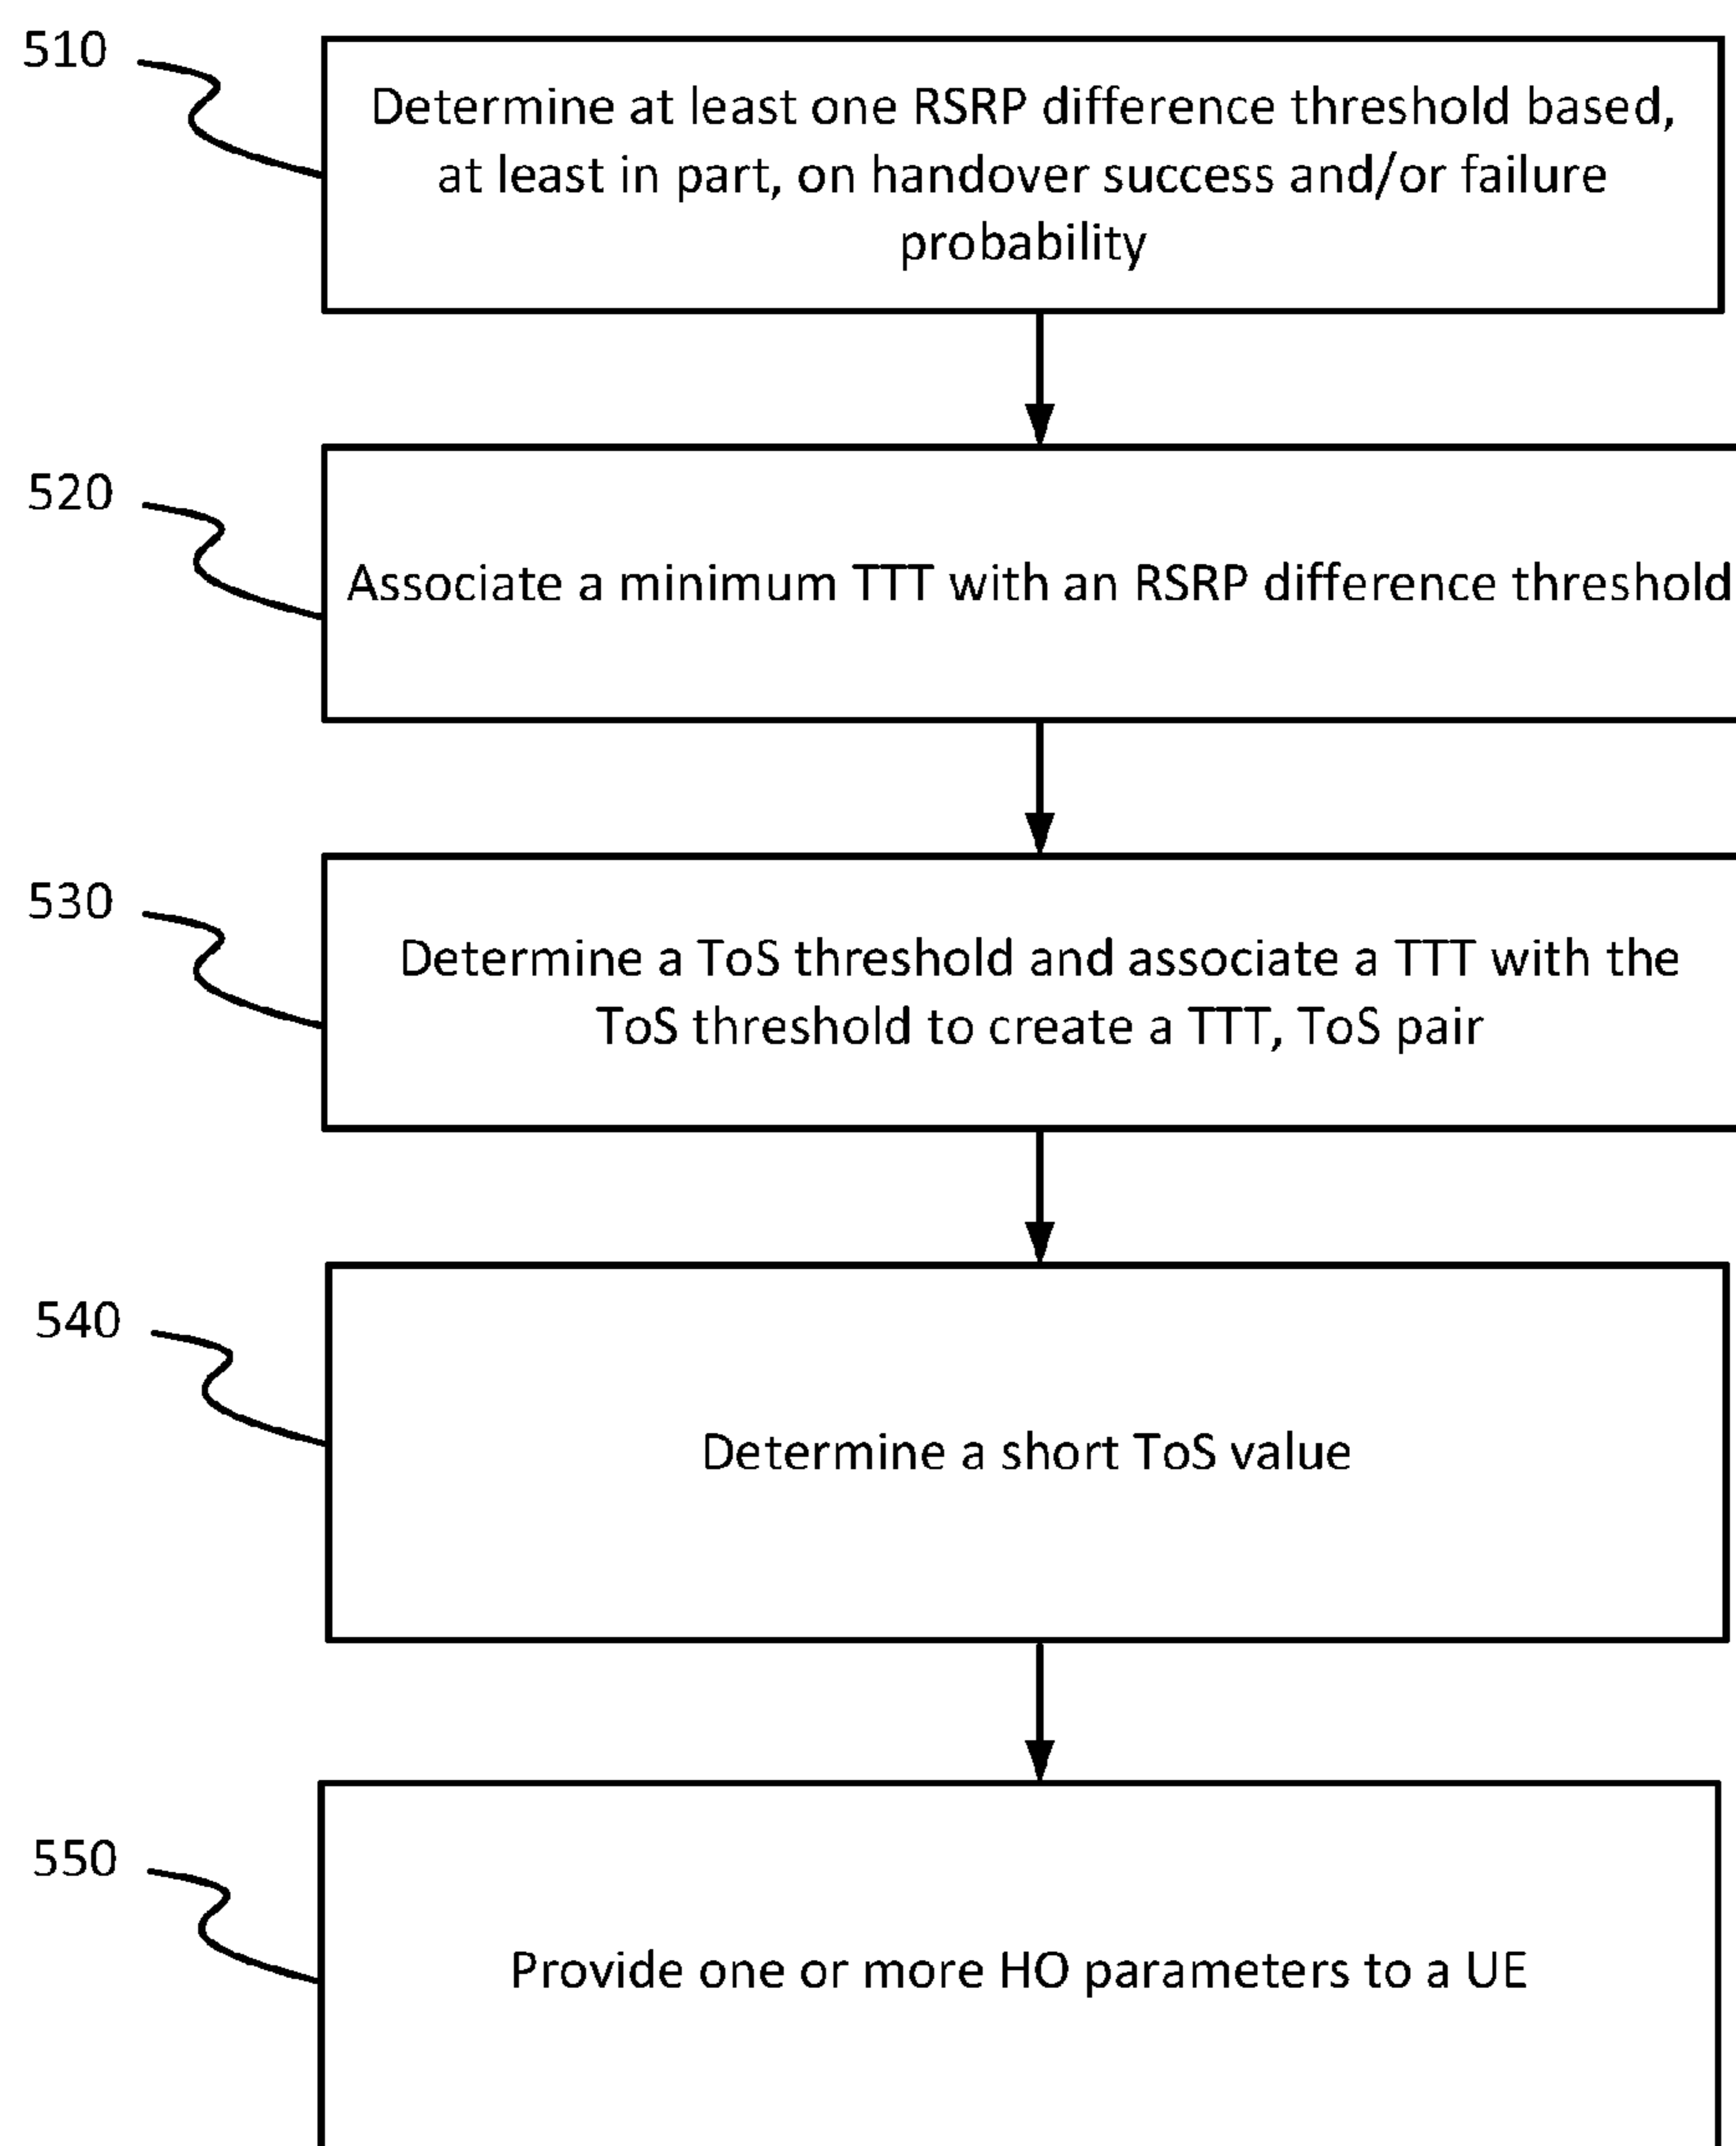 510
Determine at least one RSRP difference threshold based,
at least in part, on handover success and/or failure
probability
520
Associate a minimum TTT with an RSRP difference threshold
530
Determine a ToS threshold and associate a TTT with the
ToS threshold to create a TTT, ToS pair
540
Determine a short ToS value
550
Provide one or more HO parameters to a UE